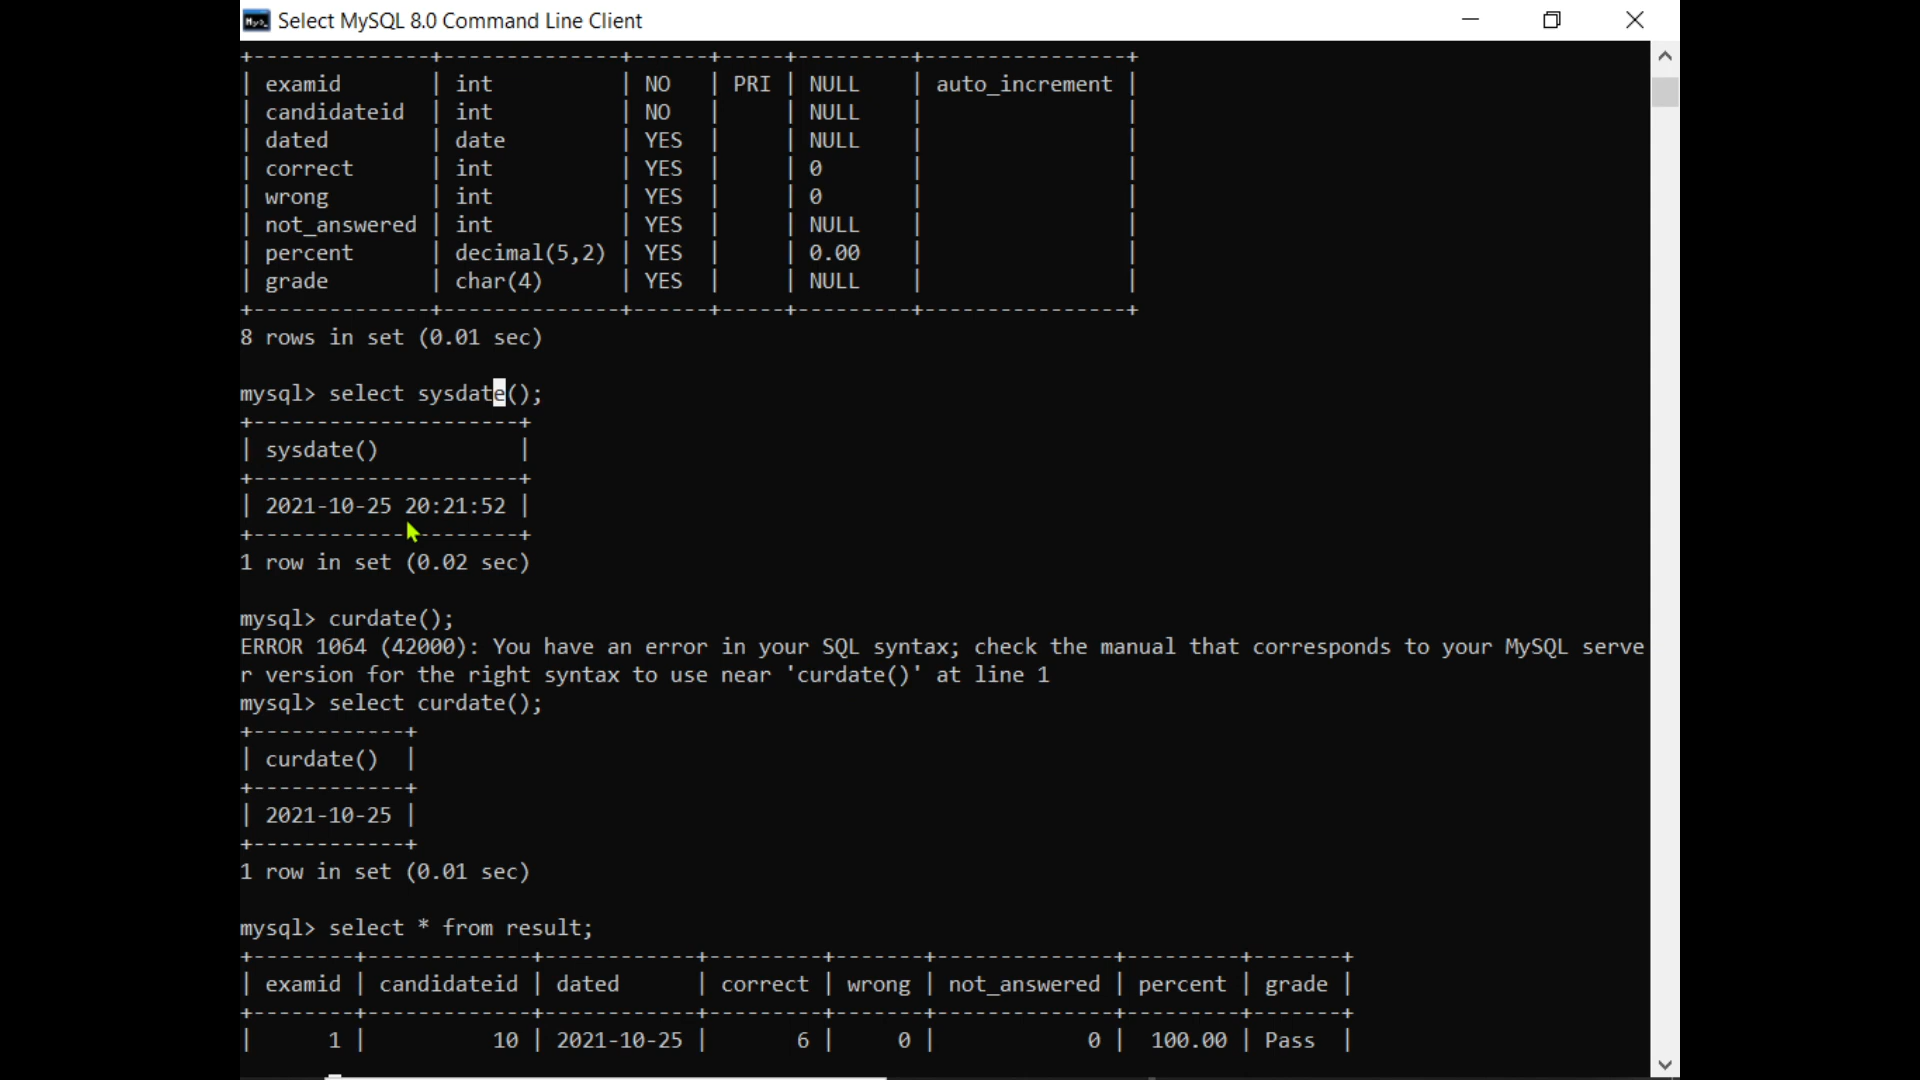 Select MySQL 8.0 Command Line Client
+---------------+--------------+------+-----+---------+----------------+
| examid       | int          | NO   | PRI | NULL    | auto_increment |
| candidateid  | int          | NO   |     | NULL    |                |
| dated        | date         | YES  |     | NULL    |                |
| correct      | int          | YES  |     | 0       |                |
| wrong        | int          | YES  |     | 0       |                |
| not_answered | int          | YES  |     | NULL    |                |
| percent      | decimal(5,2) | YES  |     | 0.00    |                |
| grade        | char(4)      | YES  |     | NULL    |                |
+--------------+--------------+------+-----+---------+----------------+
8 rows in set (0.01 sec)
mysql> select sysdate();
+---------------------+
| sysdate()           |
+---------------------+
| 2021-10-25 20:21:52 |
+---------------------+
1 row in set (0.02 sec)
mysql> curdate();
ERROR 1064 (42000): You have an error in your SQL syntax; check the manual that corresponds to your MySQL serve
r version for the right syntax to use near 'curdate()' at line 1
mysql> select curdate();
+------------+
| curdate()  |
+------------+
| 2021-10-25 |
+------------+
1 row in set (0.01 sec)
mysql> select * from result;
+--------+-------------+------------+---------+-------+--------------+---------+-------+
| examid | candidateid | dated      | correct | wrong | not_answered | percent | grade |
+--------+-------------+------------+---------+-------+--------------+---------+-------+
|      1 |          10 | 2021-10-25 |       6 |     0 |            0 |  100.00 | Pass  |